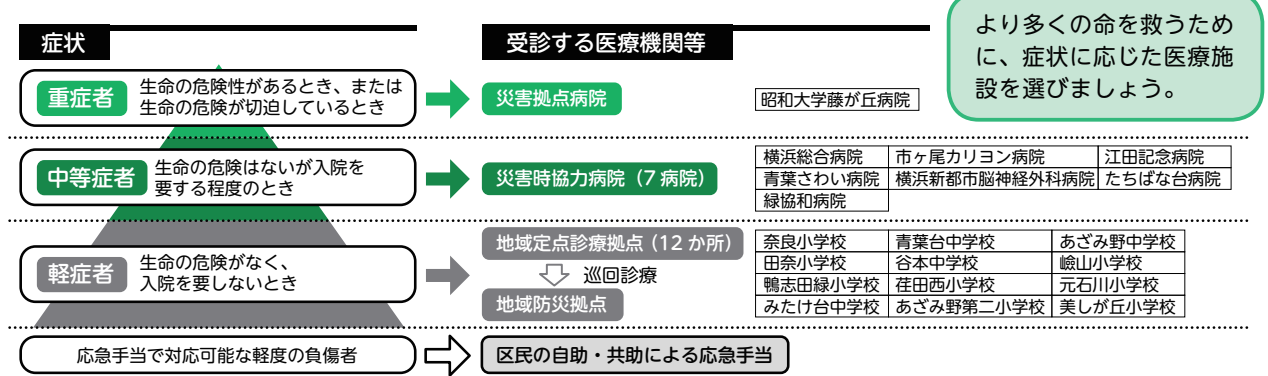 症状
受診する医療機関等
より多くの命を救うため
に、症状に応じた医療施
設を選びましょう。
重症者
生命の危険性があるとき、または
生命の危険が切迫しているとき
災害拠点病院
昭和大学藤が丘病院
中等症者
生命の危険はないが入院を
要する程度のとき
災害時協力病院（7 病院）
横浜総合病院 市ヶ尾カリヨン病院 江田記念病院
青葉さわい病院 横浜新都市脳神経外科病院 たちばな台病院
緑協和病院
軽症者
生命の危険がなく、
入院を要しないとき
地域定点診療拠点（12 か所）
巡回診療
地域防災拠点
奈良小学校 青葉台中学校 あざみ野中学校
田奈小学校 谷本中学校 嶮山小学校
鴨志田緑小学校 荏田西小学校 元石川小学校
みたけ台中学校 あざみ野第二小学校 美しが丘小学校
応急手当で対応可能な軽度の負傷者
区民の自助・共助による応急手当